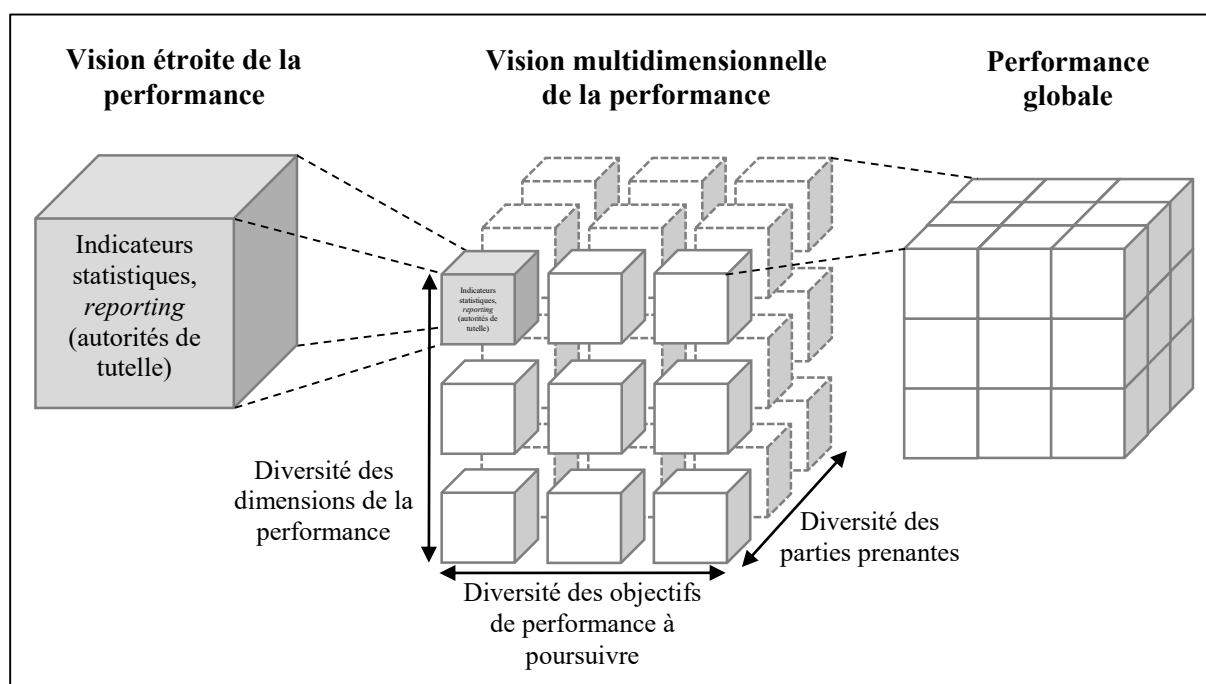 Vision étroite de la
performance
Vision multidimensionnelle
de la performance
Performance
globale
Indicateurs
statistiques,
reporting
(autorités de
tutelle)
Indicateurs
statistiques,
reporting
(autorités de
tutelle)
Diversité des
dimensions de la
performance
Diversité des
parties prenantes
Diversité des objectifs
de performance à
poursuivre